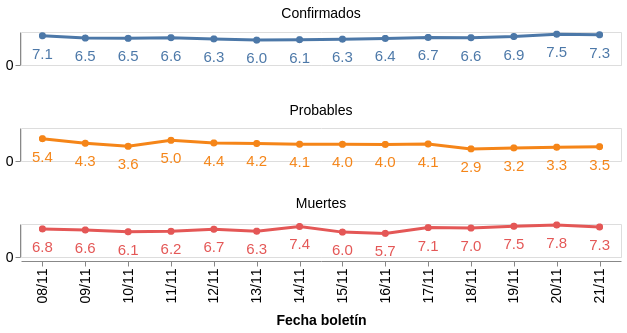 Confirmados
0
7.1 6.5 6.5 6.6 6.3 6.0 6.1 6.3 6.4 6.7 6.6 6.9 7.5 7.3
Probables
0
5.4 4.3 3.6 5.0 4.4 4.2 4.1 4.0 4.0 4.1 2.9 3.2 3.3 3.5
Muertes
0
6.8 6.6 6.1 6.2 6.7 6.3 7.4 6.0 5.7 7.1 7.0 7.5 7.8 7.3
08/11 09/11 10/11 11/11 12/11 13/11 14/11 15/11 16/11 17/11 18/11 19/11 20/11 21/11
Fecha boletín